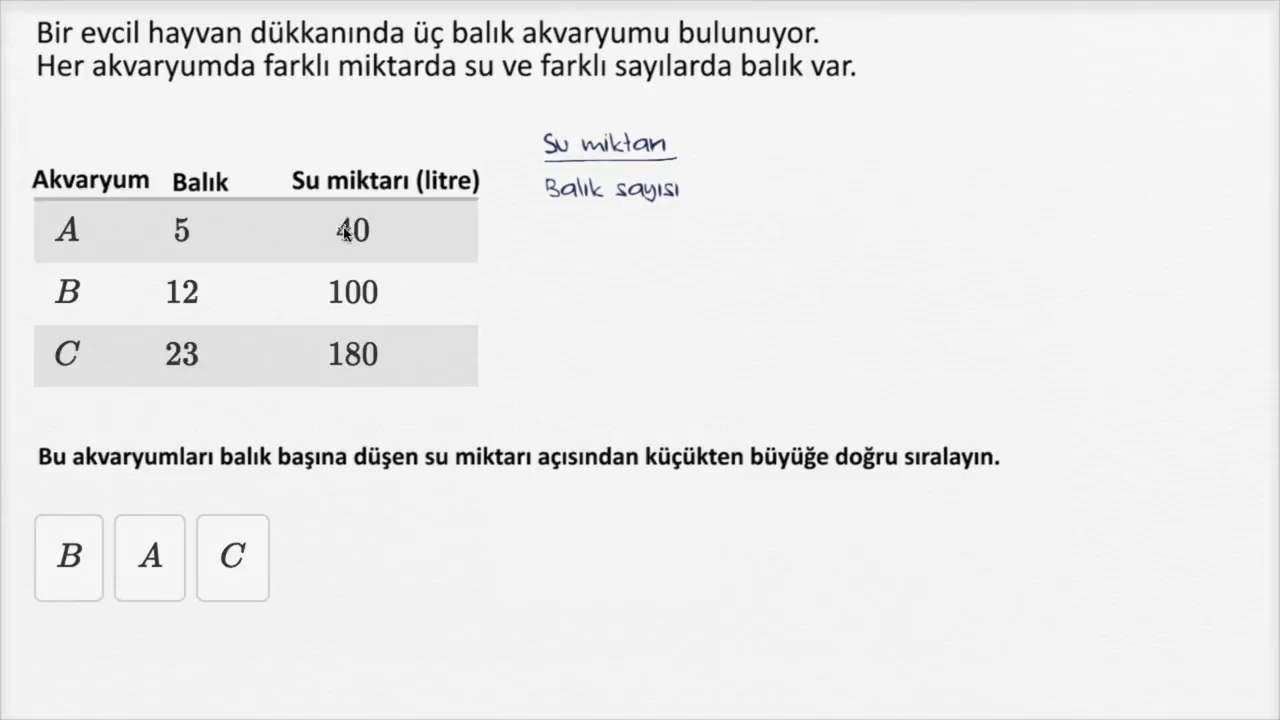 Bir evcil hayvan dükkanında üç balık akvaryumu bulunuyor.
Her akvaryumda farklı miktarda su ve farklı sayılarda balık var.
Su miktarı
Balık sayısı
Akvaryum Balık Su miktarı (litre)
A 5 40
B 12 100
C 23 180
Bu akvaryumları balık başına düşen su miktarı açısından küçükten büyüğe doğru sıralayın.
B A C